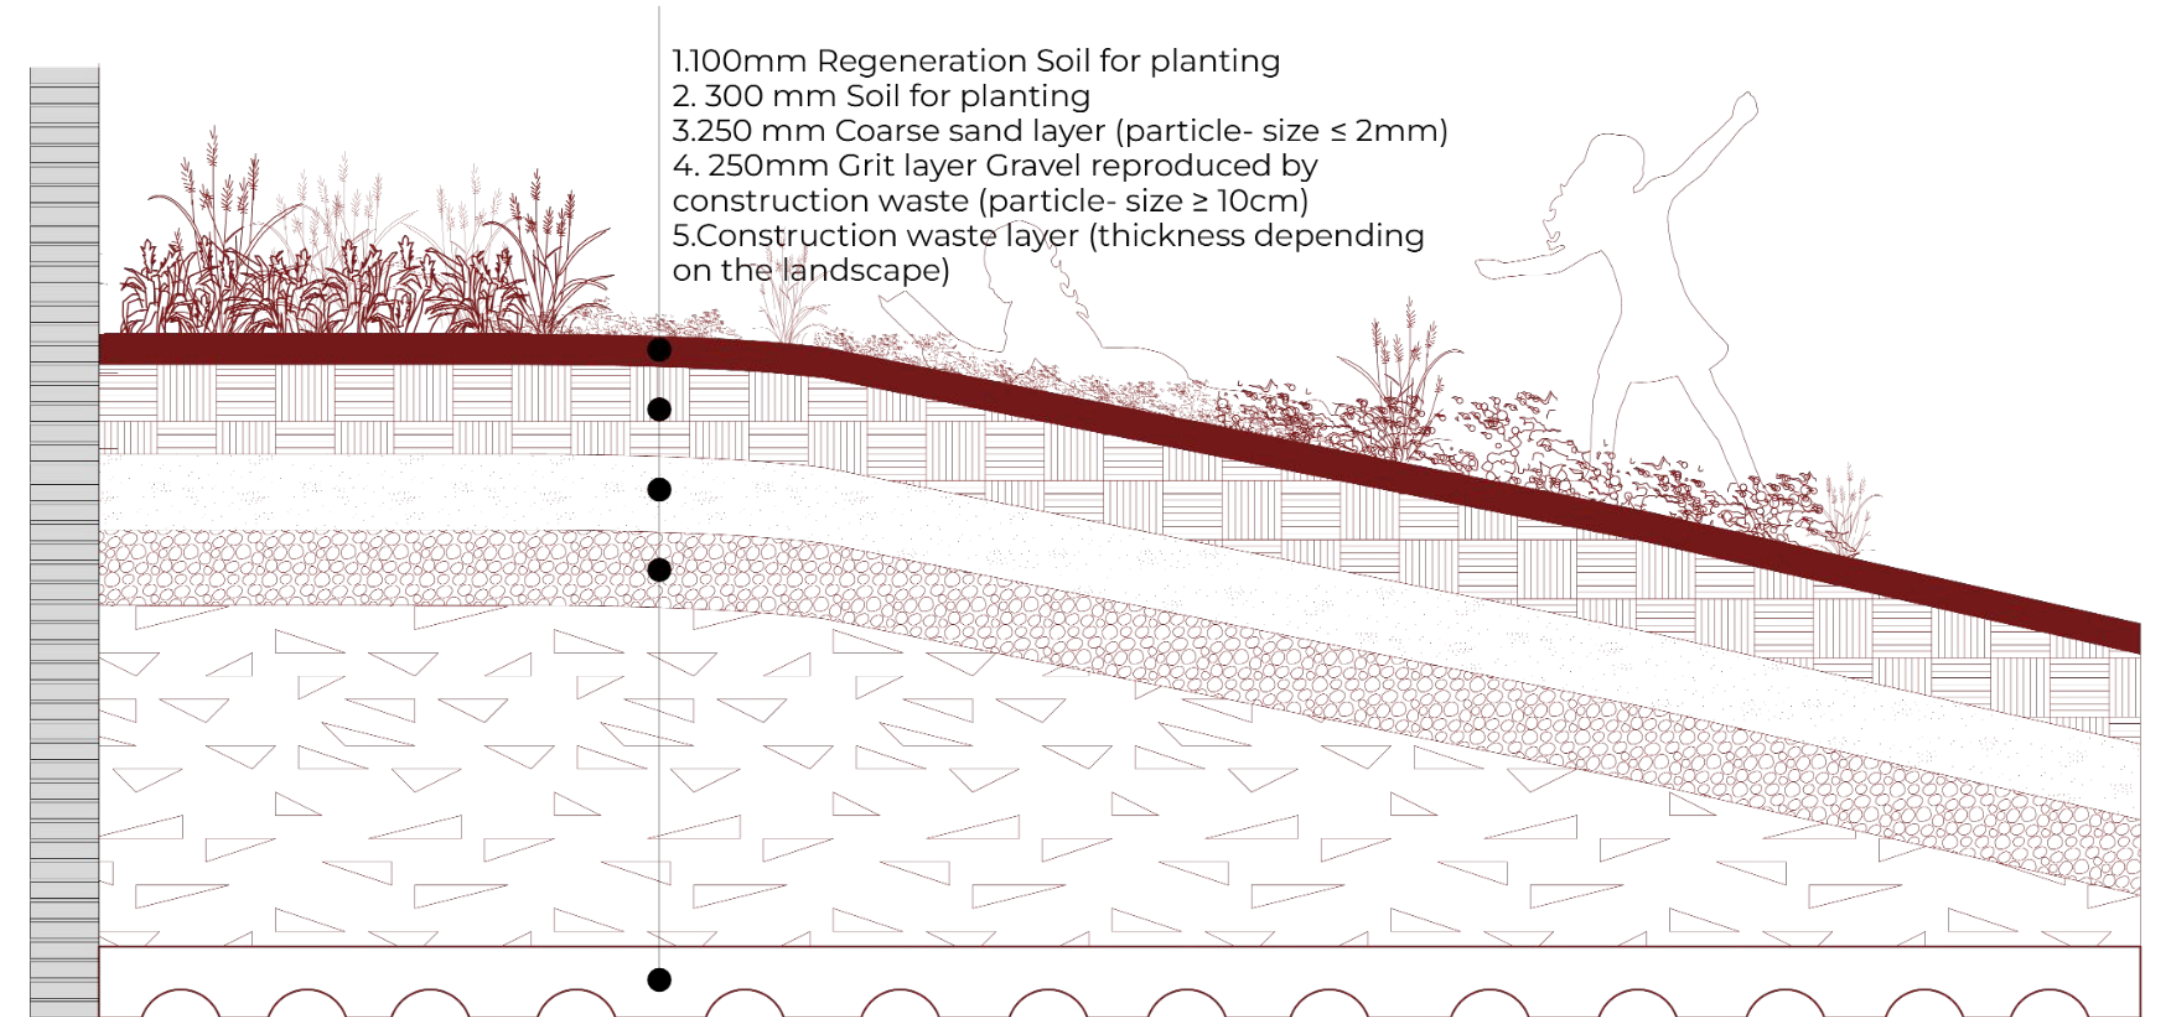 1.100mm Regeneration Soil for planting
2. 300 mm Soil for planting
3.250 mm Coarse sand layer (particle- size ≤ 2mm)
4. 250mm Grit layer Gravel reproduced by
construction waste (particle- size ≥ 10cm)
5.Construction waste layer (thickness depending
on the landscape)